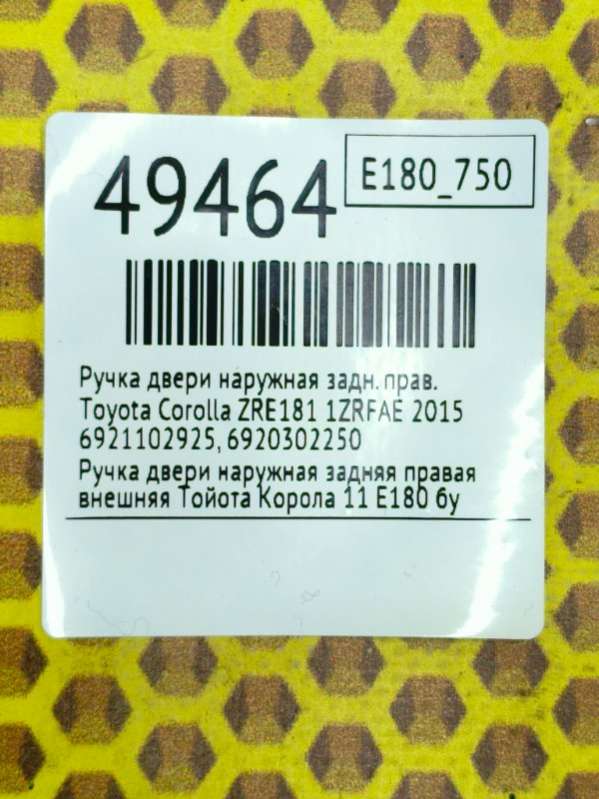 49464
E180_750
Ручка двери наружная задн. прав.
Toyota Corolla ZRE181 1ZRFAE 2015
6921102925, 6920302250
Ручка двери наружная задняя правая
внешняя Тойота Корола 11 Е180 бу